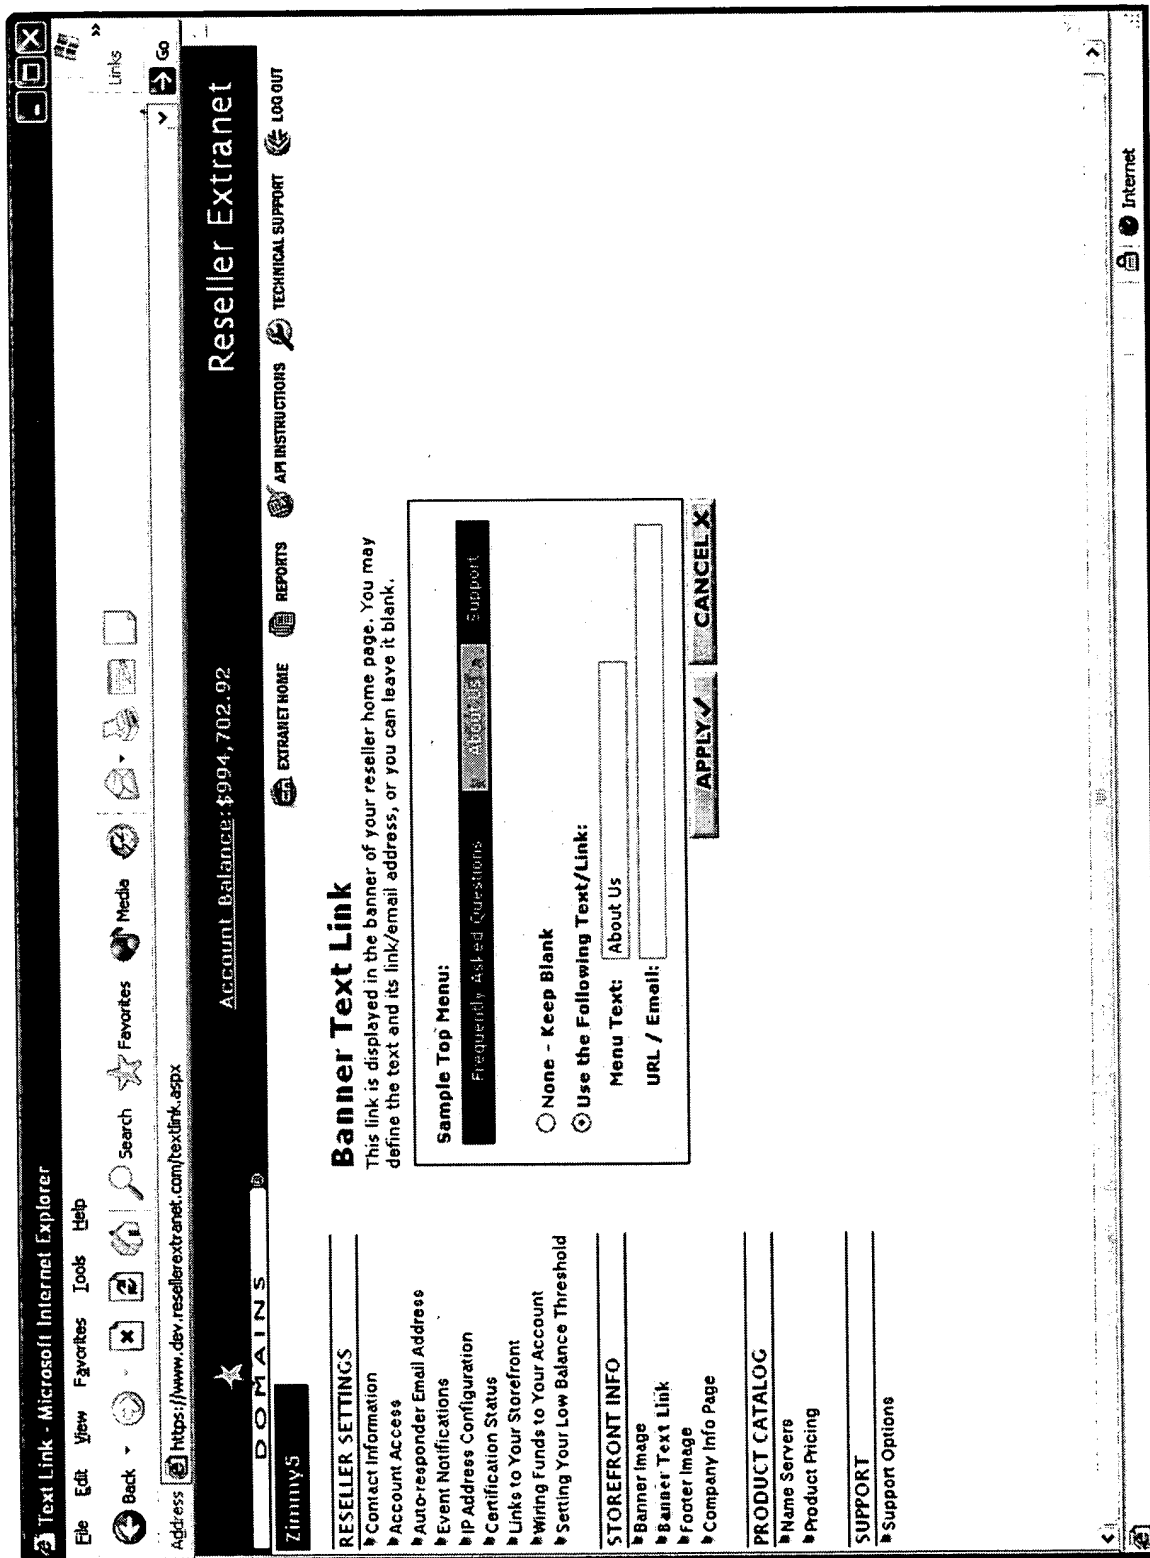 Text Link - Microsoft Internet Explorer
File Edit View Favorites Tools Help
Back Search Favorites Media
Links
Address https://www.dev.resellerextranet.com/textlink.aspx Go
DOMAINS
Account Balance: $994,702.92
Reseller Extranet
Zimmy5
EXTRANET HOME REPORTS API INSTRUCTIONS TECHNICAL SUPPORT LOG OUT
RESELLER SETTINGS
Contact Information
Account Access
Auto-responder Email Address
Event Notifications
IP Address Configuration
Certification Status
Links to Your Storefront
Wiring Funds to Your Account
Setting Your Low Balance Threshold
STOREFRONT INFO
Banner Image
Banner Text Link
Footer Image
Company Info Page
PRODUCT CATALOG
Name Servers
Product Pricing
SUPPORT
Support Options
Banner Text Link
This link is displayed in the banner of your reseller home page. You may
define the text and its link/email address, or you can leave it blank.
Sample Top Menu:
Frequently Asked Questions About Us Support
None - Keep Blank
Use the Following Text/Link:
Menu Text: About Us
URL / Email:
APPLY CANCEL X
Internet